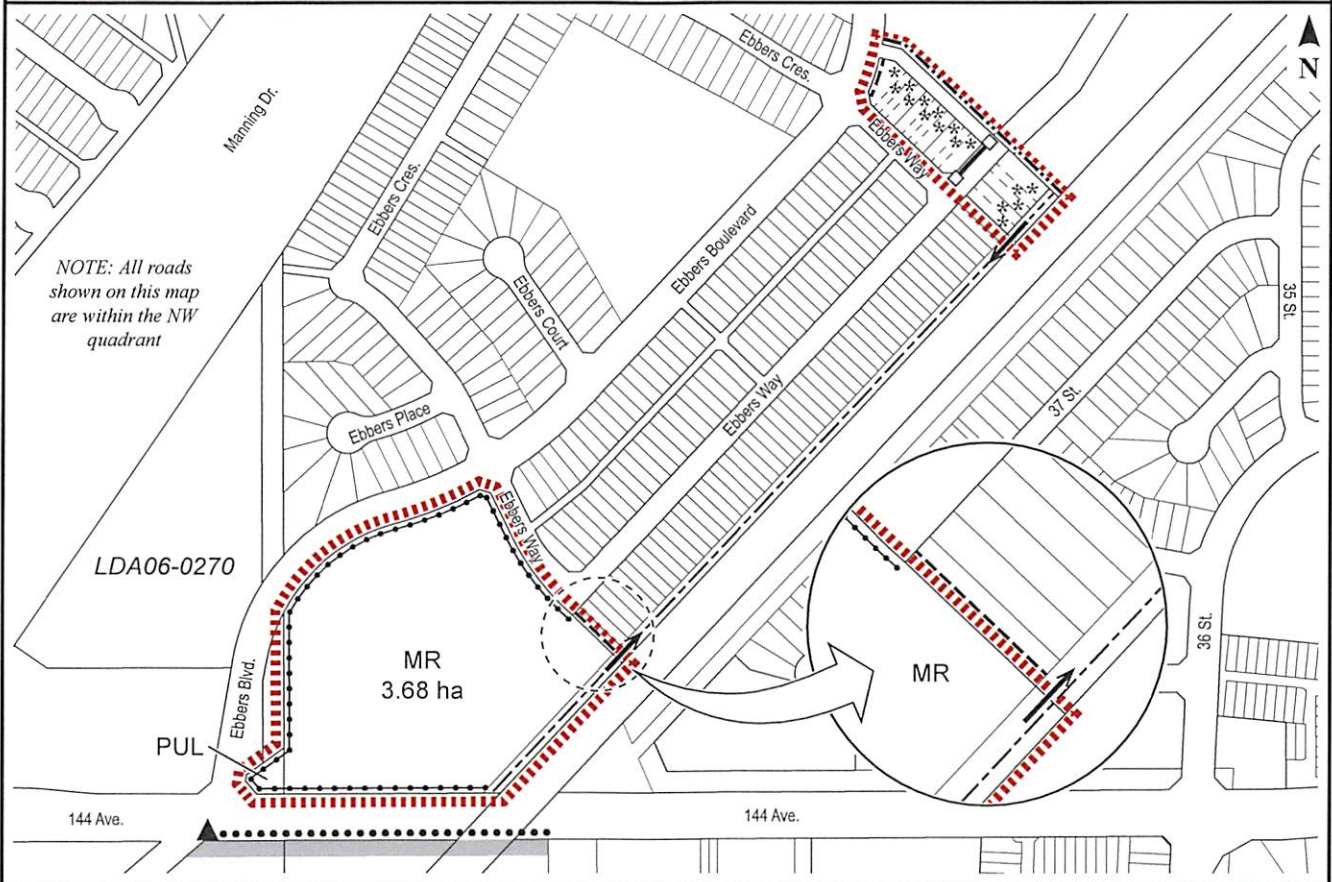 N
Manning Dr.
Ebbers Cres.
Ebbers Cres.
Ebbers Way
NOTE: All roads
shown on this map
are within the NW
quadrant
Ebbers Boulevard
Ebbers Court
35 St.
Ebbers Place
Ebbers Way
37 St.
Ebbers Way
LDA06-0270
MR
3.68 ha
MR
36 St.
Ebbers Blvd.
PUL
144 Ave.
144 Ave.